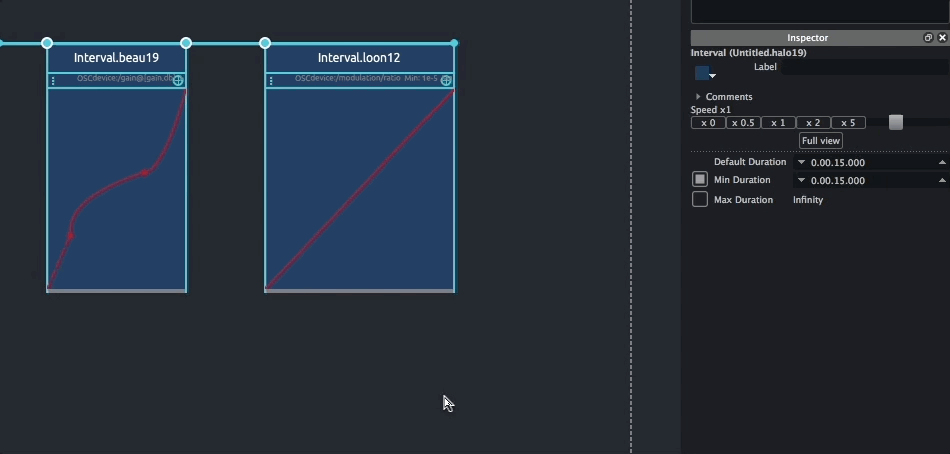 Interval.beau19
Interval.loon12
OSCdevice:/gain@[gain.db
OSCdevice:/modulation/ratio Min: 1e-5
Inspector
Interval (Untitled.halo19)
Label
Comments
Speed x1
x 0
x 0.5
x 1
x 2
x 5
Full view
Default Duration
0.00.15.000
Min Duration
0.00.15.000
Max Duration
Infinity